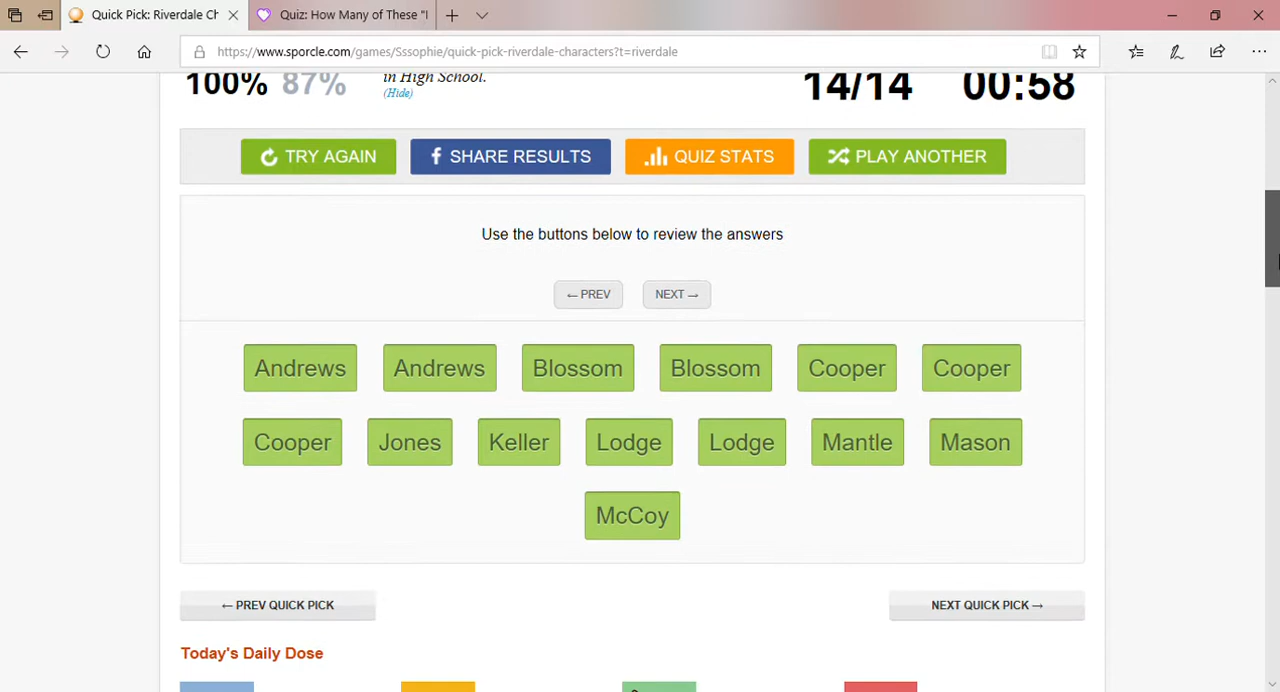 Quick Pick: Riverdale Ch
Quiz: How Many of These "I
https://www.sporcle.com/games/Sssophie/quick-pick-riverdale-characters?t=riverdale
100% 87% in High School. 14/14 00:58
(Hide)
TRY AGAIN SHARE RESULTS QUIZ STATS PLAY ANOTHER
Use the buttons below to review the answers
←PREV NEXT→
Andrews Andrews Blossom Blossom Cooper Cooper
Cooper Jones Keller Lodge Lodge Mantle Mason
McCoy
←PREV QUICK PICK NEXT QUICK PICK→
Today's Daily Dose